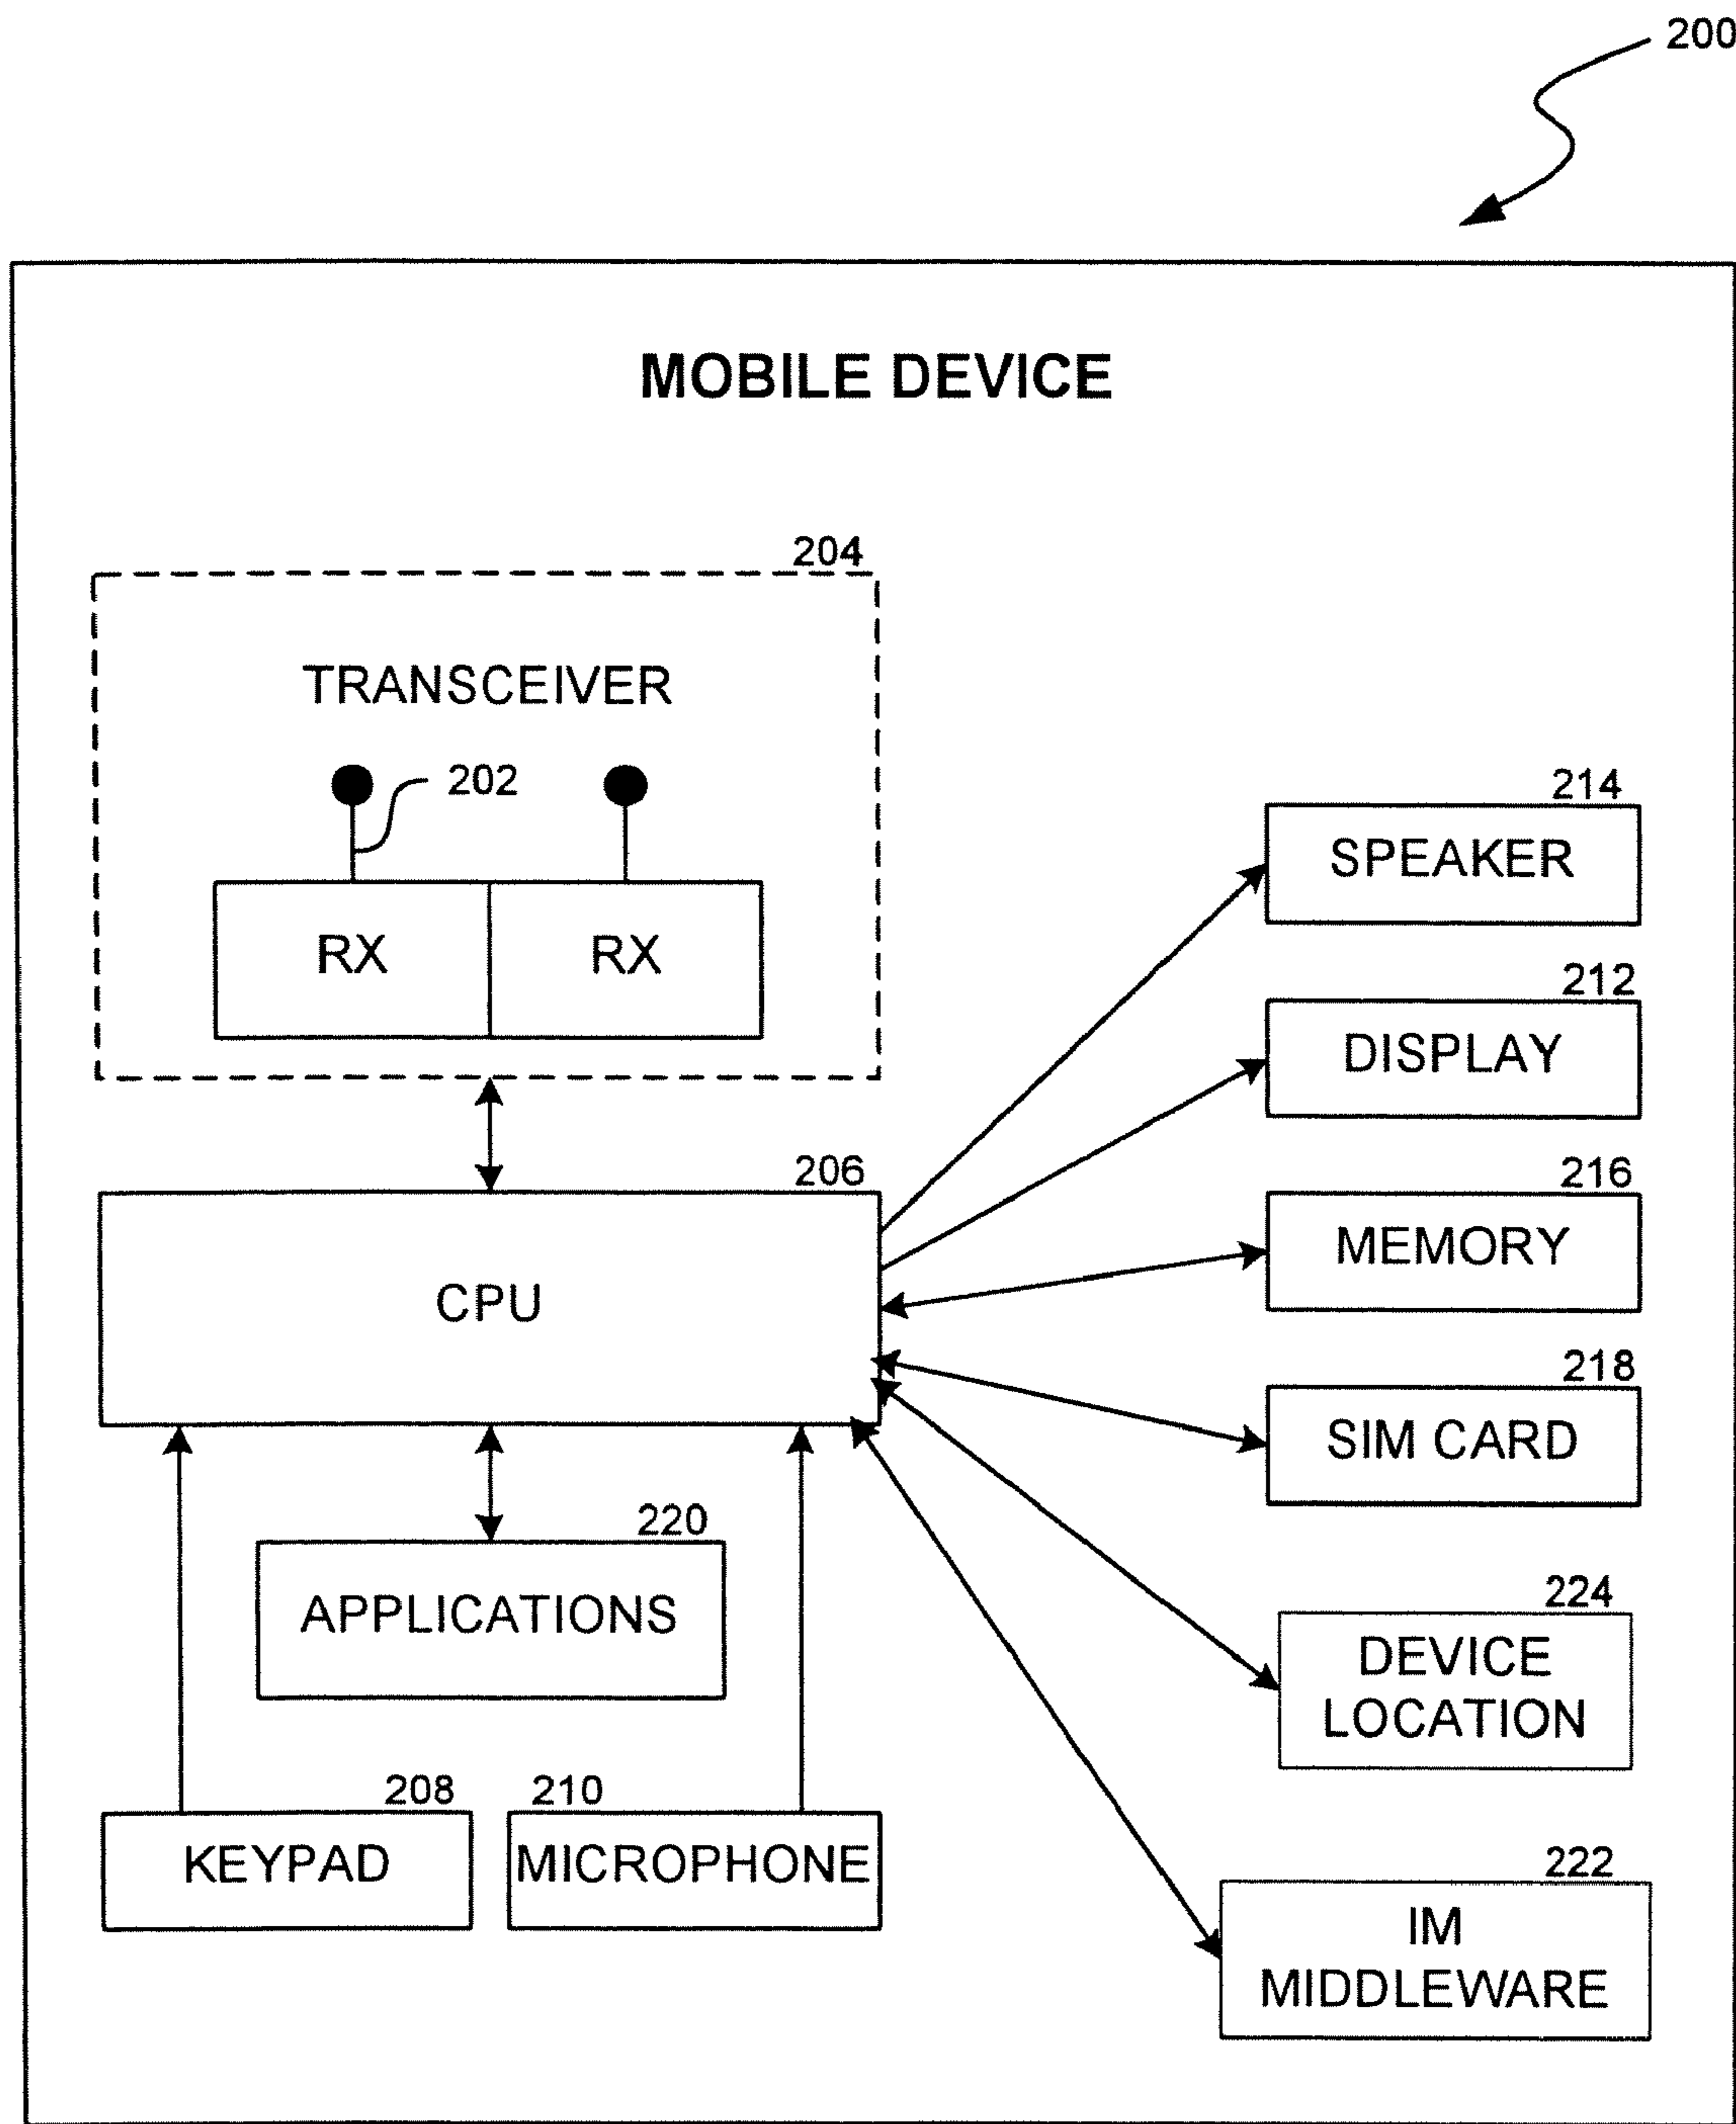 200
MOBILE DEVICE
204
TRANSCEIVER
202
RX
RX
214
SPEAKER
212
DISPLAY
206
CPU
216
MEMORY
218
SIM CARD
220
APPLICATIONS
224
DEVICE
LOCATION
208
KEYPAD
210
MICROPHONE
222
IM
MIDDLEWARE